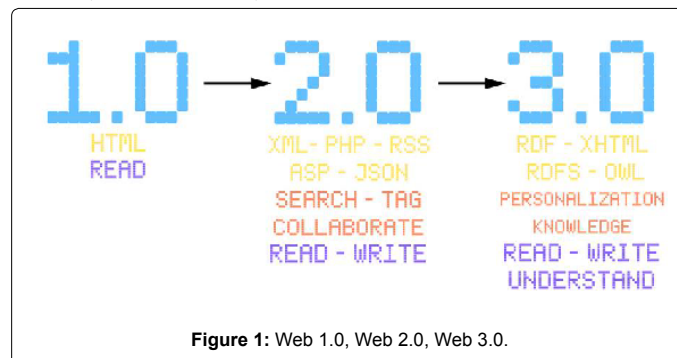 1.0
HTML
READ
2.0
XML- PHP - RSS
ASP - JSON
SEARCH - TAG
COLLABORATE
READ - WRITE
3.0
RDF - XHTML
RDFS - OWL
PERSONALIZATION
KNOWLEDGE
READ - WRITE
UNDERSTAND
Figure 1: Web 1.0, Web 2.0, Web 3.0.